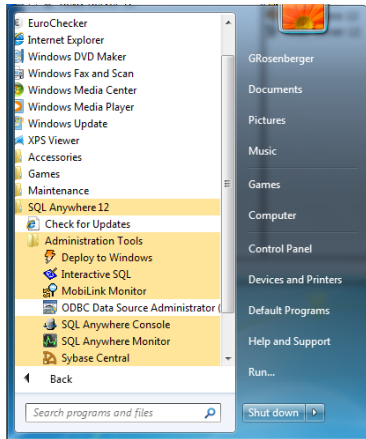 EuroChecker
Internet Explorer
Windows DVD Maker
Windows Fax and Scan
Windows Media Center
Windows Media Player
Windows Update
XPS Viewer
Accessories
Games
Maintenance
SQL Anywhere 12
Check for Updates
Administration Tools
Deploy to Windows
Interactive SQL
MobiLink Monitor
ODBC Data Source Administrator (
SQL Anywhere Console
SQL Anywhere Monitor
Sybase Central
Back
Search programs and files
GRosenberger
Documents
Pictures
Music
Games
Computer
Control Panel
Devices and Printers
Default Programs
Help and Support
Run...
Shut down